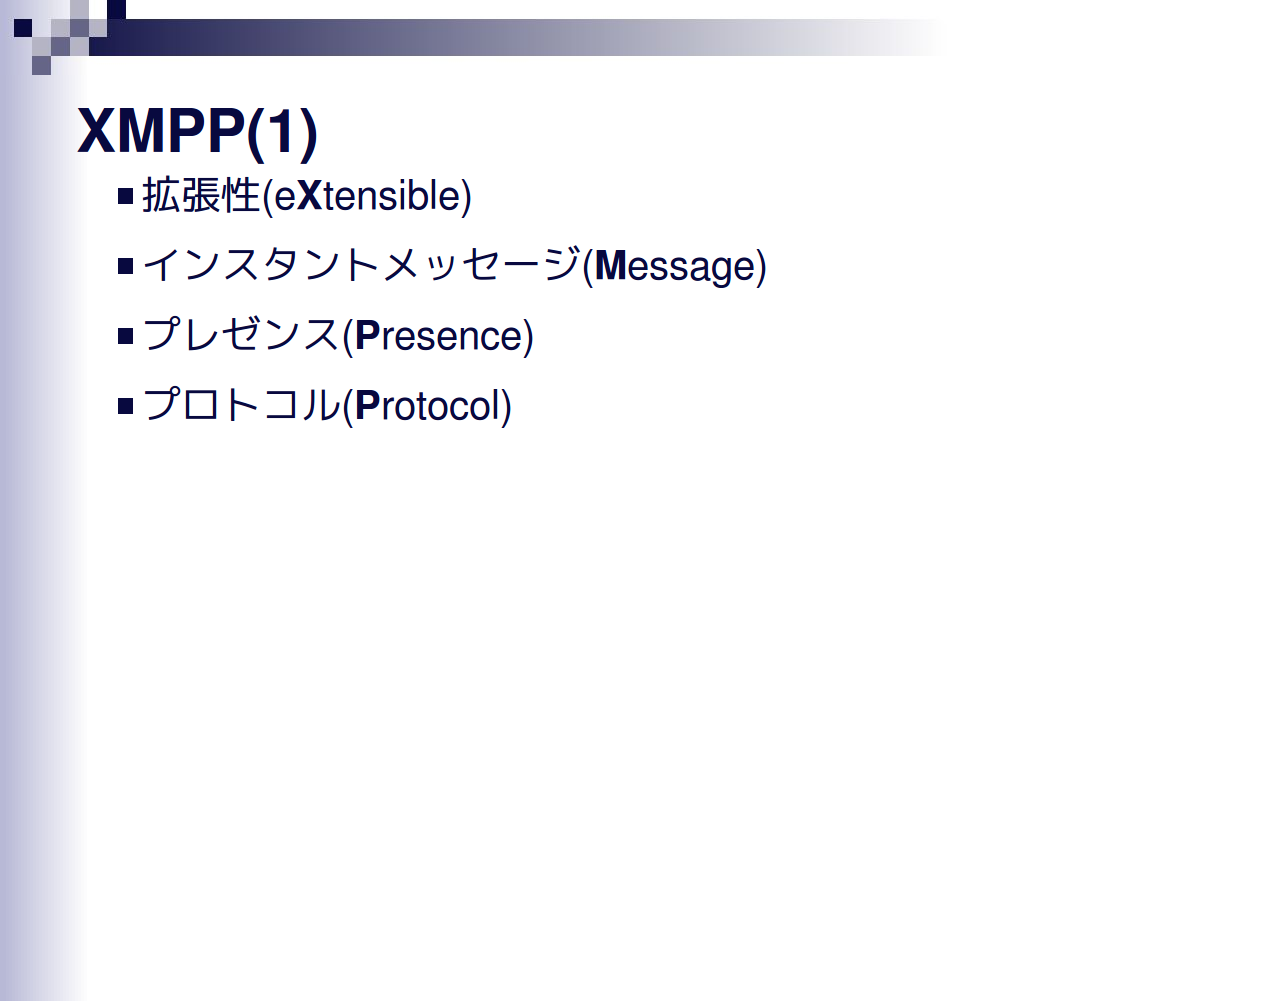 XMPP(1)
拡張性(eXtensible)
インスタントメッセージ(Message)
プレゼンス(Presence)
プロトコル(Protocol)